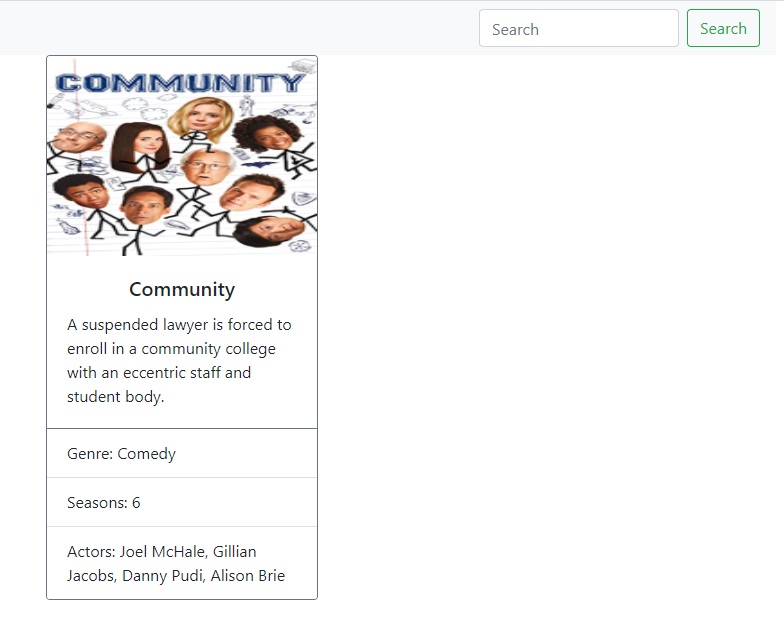 Search
Search
COMMUNITY
Community
A suspended lawyer is forced to
enroll in a community college
with an eccentric staff and
student body.
Genre: Comedy
Seasons: 6
Actors: Joel McHale, Gillian
Jacobs, Danny Pudi, Alison Brie